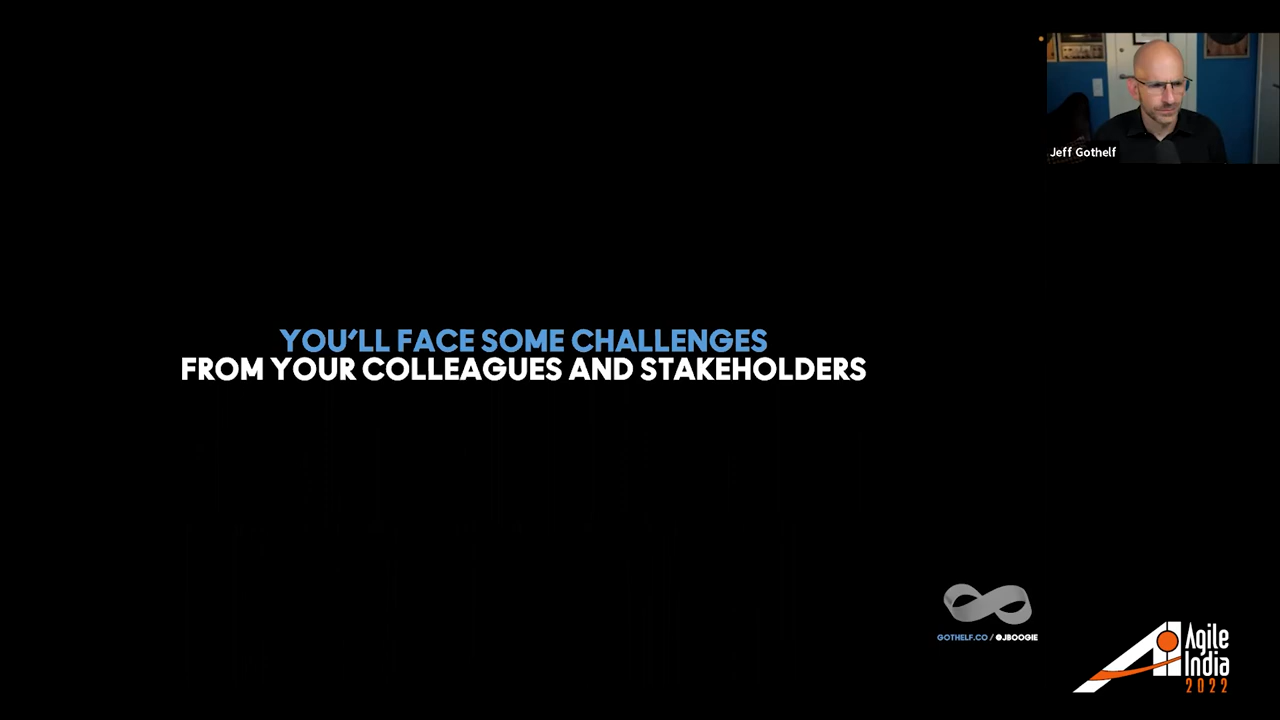 Jeff Gothelf
YOU'LL FACE SOME CHALLENGES
FROM YOUR COLLEAGUES AND STAKEHOLDERS
GOTHELF.CO / @JBOOGIE
Agile
India
2022